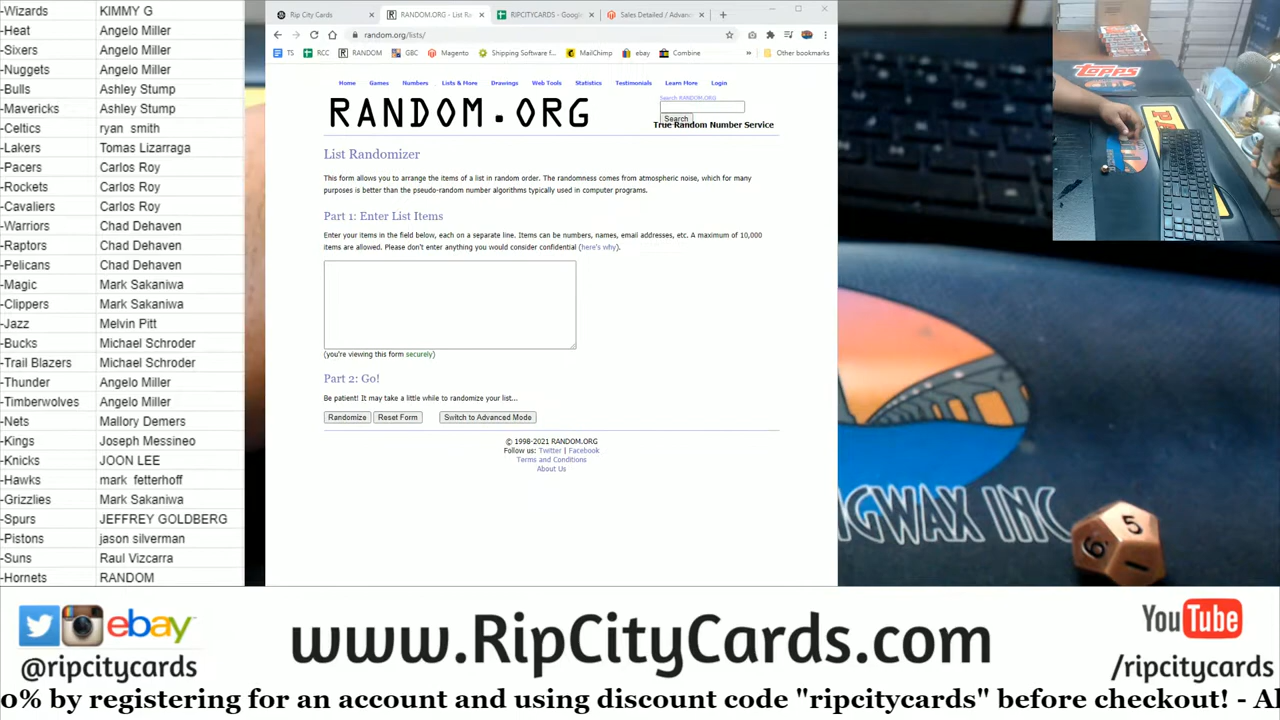 -Wizards KIMMY G
-Heat Angelo Miller
-Sixers Angelo Miller
-Nuggets Angelo Miller
-Bulls Ashley Stump
-Mavericks Ashley Stump
-Celtics ryan smith
-Lakers Tomas Lizarraga
-Pacers Carlos Roy
-Rockets Carlos Roy
-Cavaliers Carlos Roy
-Warriors Chad Dehaven
-Raptors Chad Dehaven
-Pelicans Chad Dehaven
-Magic Mark Sakaniwa
-Clippers Mark Sakaniwa
-Jazz Melvin Pitt
-Bucks Michael Schroder
-Trail Blazers Michael Schroder
-Thunder Angelo Miller
-Timberwolves Angelo Miller
-Nets Mallory Demers
-Kings Joseph Messineo
-Knicks JOON LEE
-Hawks mark fetterhoff
-Grizzlies Mark Sakaniwa
-Spurs JEFFREY GOLDBERG
-Pistons jason silverman
-Suns Raul Vizcarra
-Hornets RANDOM
Rip City Cards
RANDOM.ORG - List Ra
RIPCITYCARDS - Google
Sales Detailed / Advan
random.org/lists/
TS RCC RANDOM GBC Magento Shipping Software f... MailChimp ebay Combine » Other bookmarks
Home Games Numbers Lists & More Drawings Web Tools Statistics Testimonials Learn More Login
RANDOM.ORG
Search RANDOM.ORG
Search
True Random Number Service
List Randomizer
This form allows you to arrange the items of a list in random order. The randomness comes from atmospheric noise, which for many
purposes is better than the pseudo-random number algorithms typically used in computer programs.
Part 1: Enter List Items
Enter your items in the field below, each on a separate line. Items can be numbers, names, email addresses, etc. A maximum of 10,000
items are allowed. Please don't enter anything you would consider confidential (here's why).
(you're viewing this form securely)
Part 2: Go!
Be patient! It may take a little while to randomize your list...
Randomize Reset Form Switch to Advanced Mode
© 1998-2021 RANDOM.ORG
Follow us: Twitter | Facebook
Terms and Conditions
About Us
TOPPS
GWAX INC
5
6
1
ebay
@ripcitycards
www.RipCityCards.com
YouTube
/ripcitycards
0% by registering for an account and using discount code "ripcitycards" before checkout! - Al